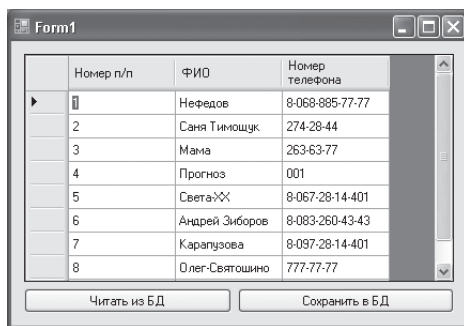 Form1
Номер п/п ФИО Номер телефона
1 Нефедов 8-068-885-77-77
2 Саня Тимощук 274-28-44
3 Мама 263-63-77
4 Прогноз 001
5 Света-XX 8-067-28-14-401
6 Андрей Зиборов 8-083-260-43-43
7 Карапузова 8-097-28-14-401
8 Олег-Святошино 777-77-77
Читать из БД Сохранить в БД